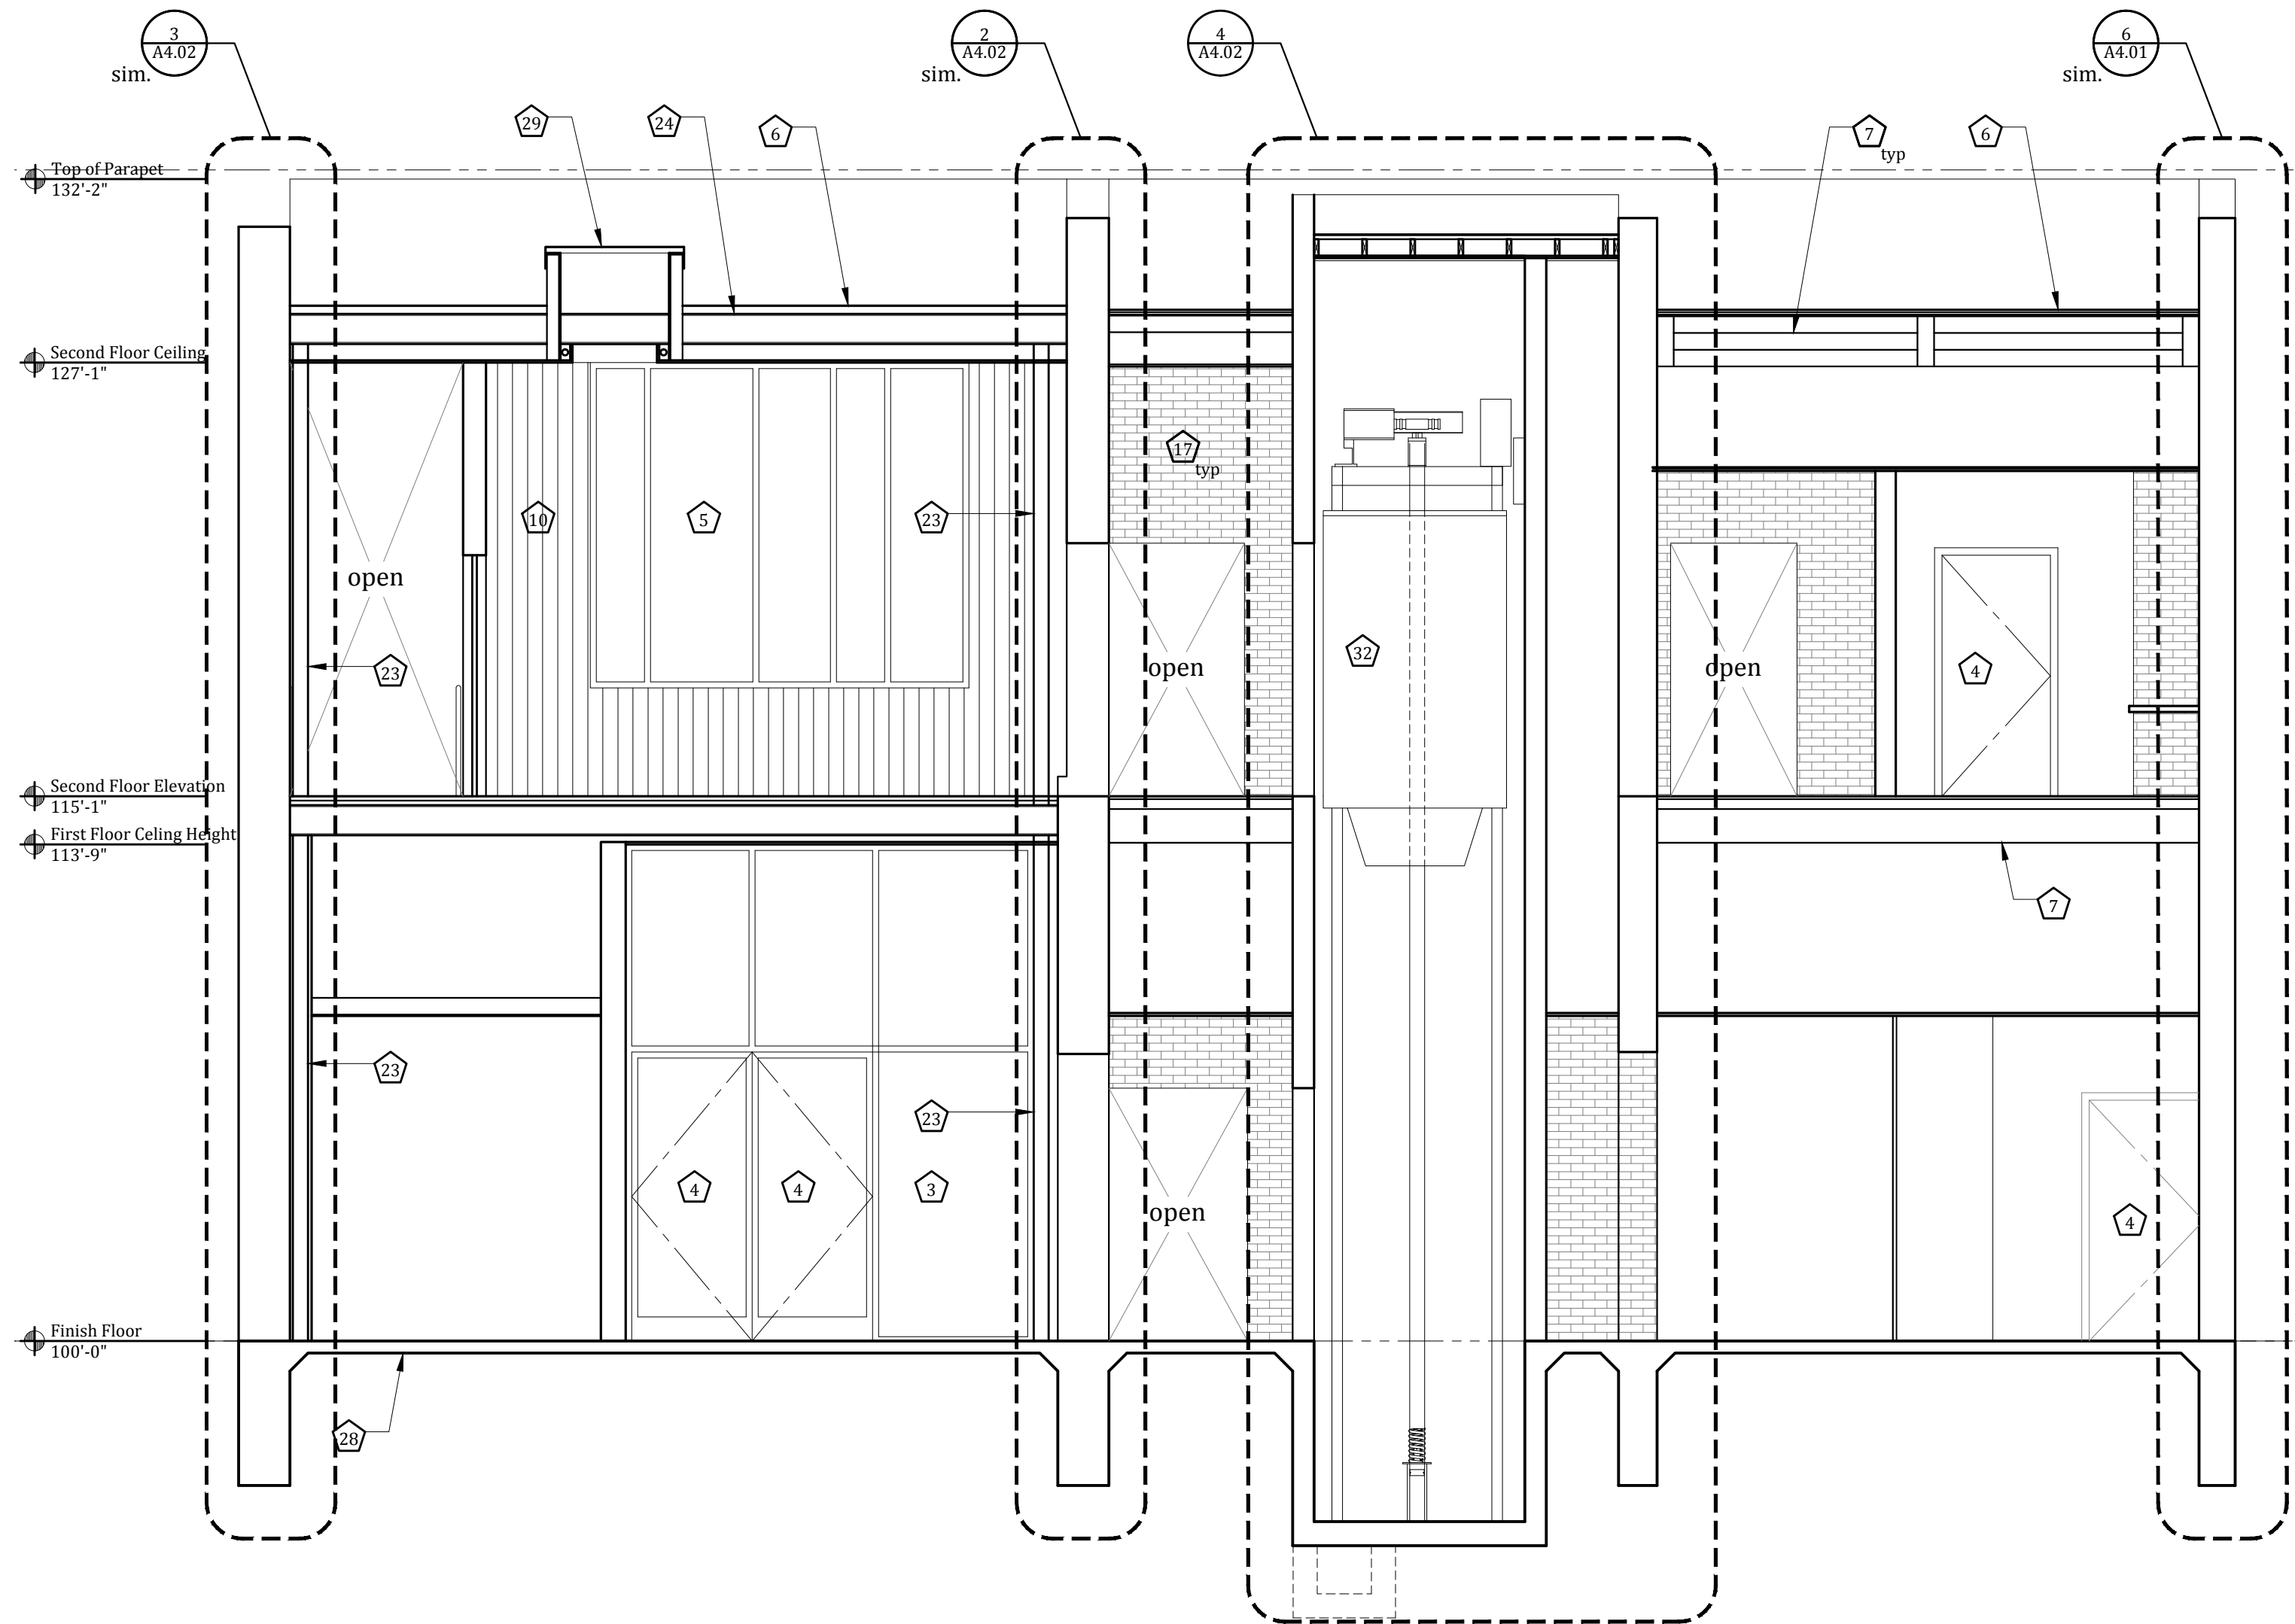 3
A4.02
sim.
2
A4.02
sim.
4
A4.02
6
A4.01
sim.
29
24
6
7
typ
6
Top of Parapet
132'-2"
Second Floor Ceiling
127'-1"
17
typ
10
5
23
open
32
open
open
23
4
Second Floor Elevation
115'-1"
First Floor Celing Height
113'-9"
7
23
23
4
4
3
open
4
Finish Floor
100'-0"
28